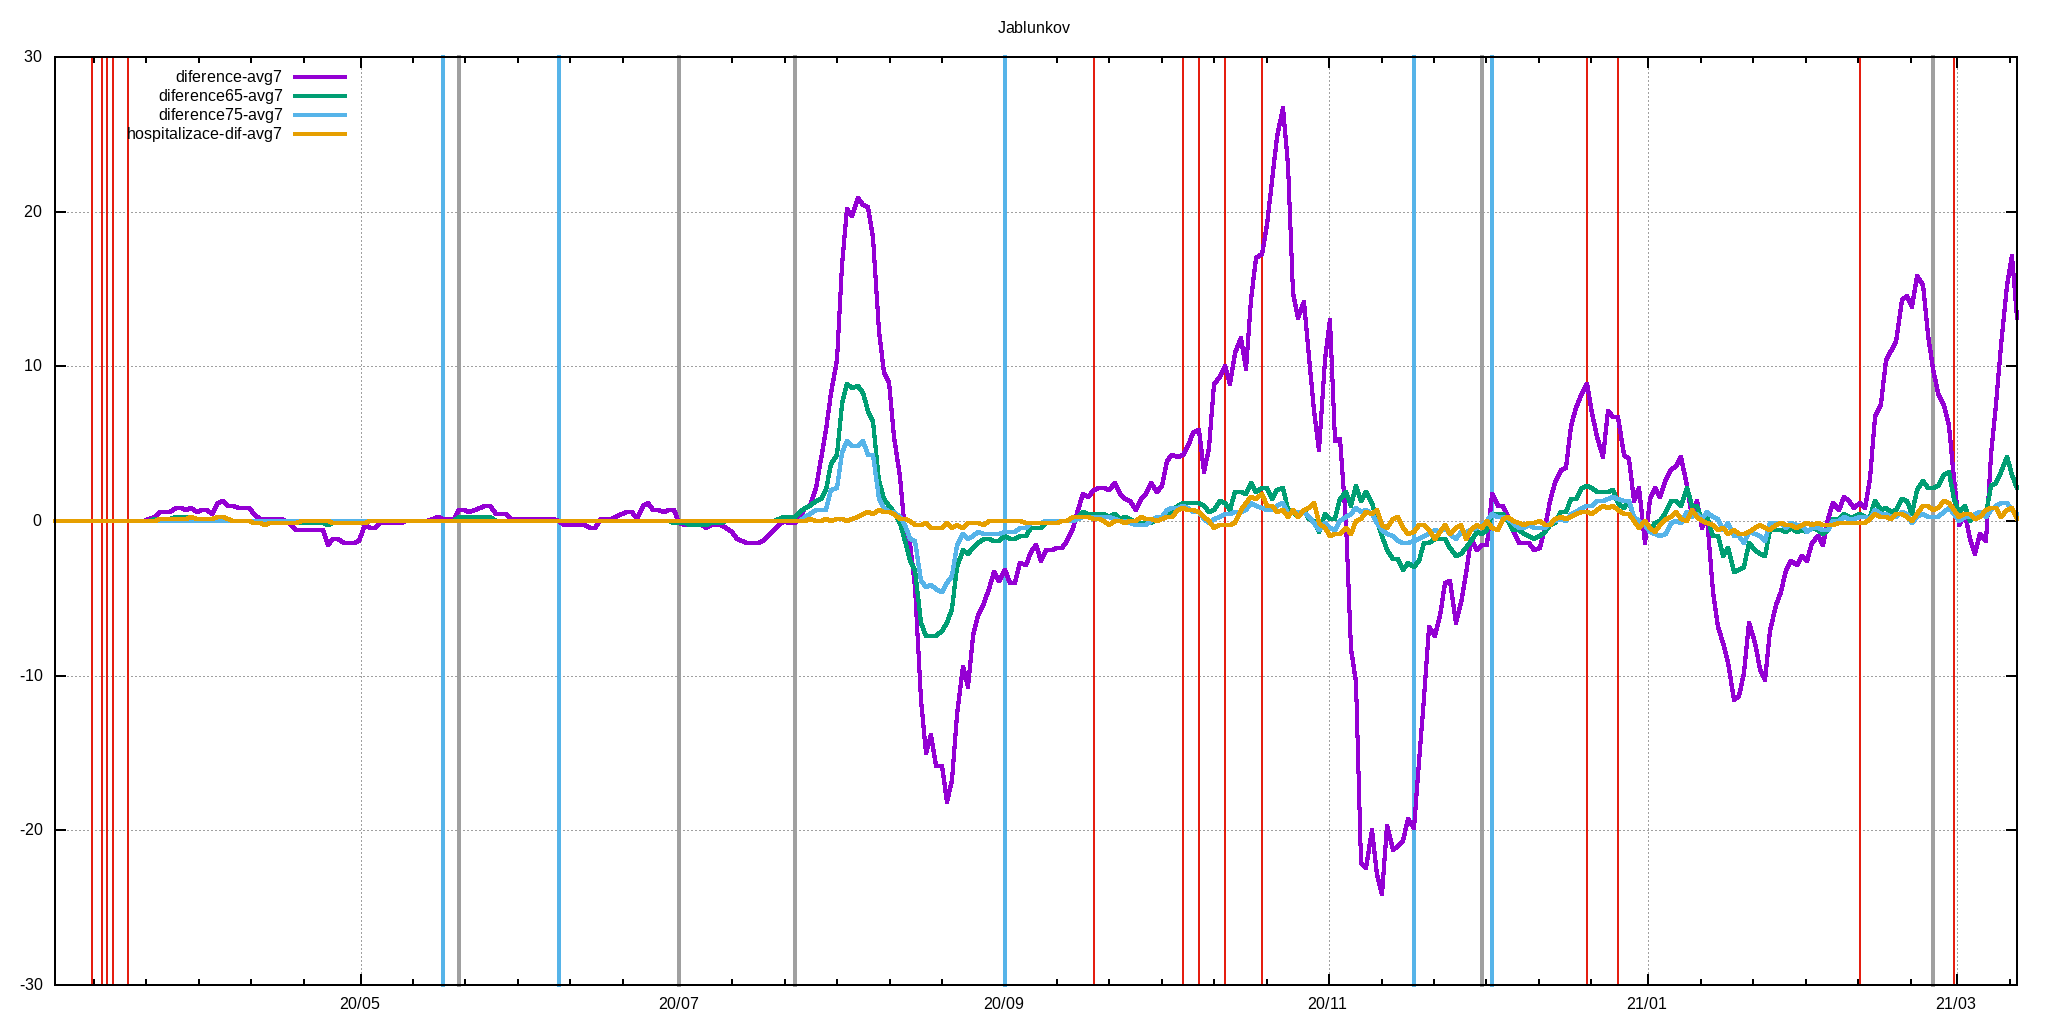 Jablunkov
30
diference-avg7
diference65-avg7
diference75-avg7
hospitalizace-dif-avg7
20
10
0
-10
-20
-30
20/05
20/07
20/09
20/11
21/01
21/03